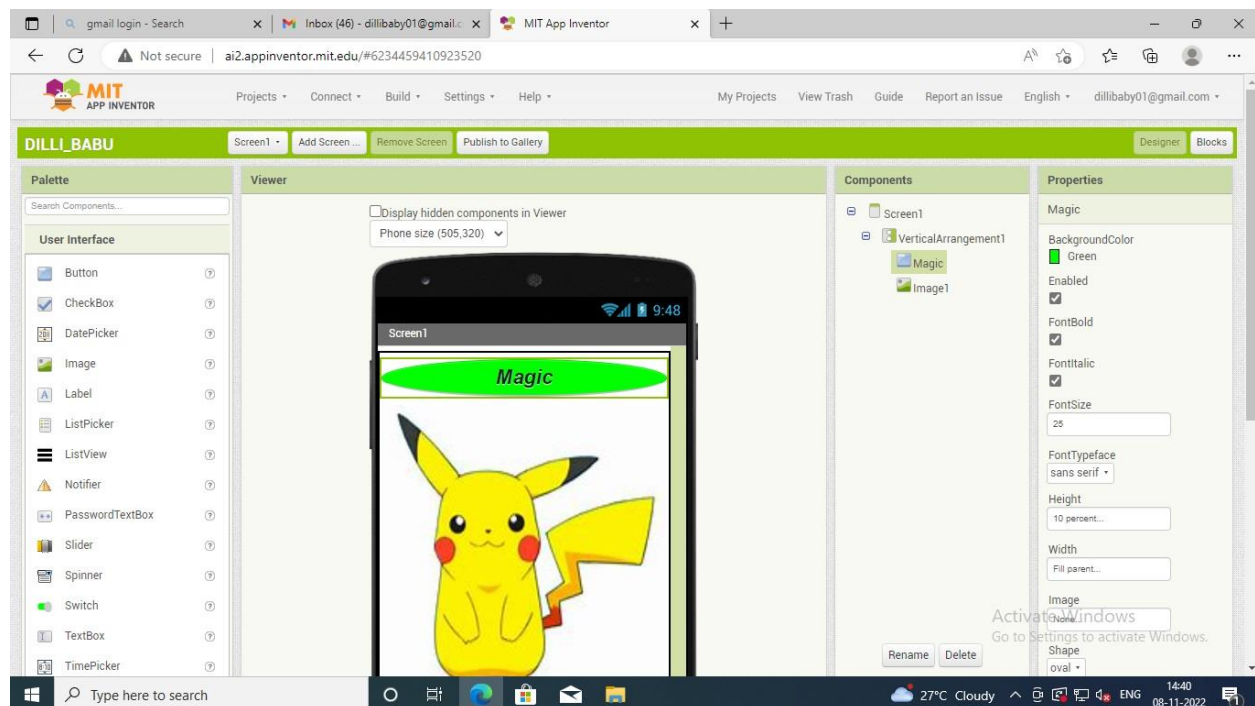 gmail login - Search
Inbox (46) - dillibaby01@gmail.c
MIT App Inventor
Not secure
ai2.appinventor.mit.edu/#6234459410923520
MIT
APP INVENTOR
Projects
Connect
Build
Settings
Help
My Projects
View Trash
Guide
Report an Issue
English
dillibaby01@gmail.com
DILLI_BABU
Screen1
Add Screen ...
Remove Screen
Publish to Gallery
Designer
Blocks
Palette
Search Components...
User Interface
Button
CheckBox
DatePicker
Image
Label
ListPicker
ListView
Notifier
PasswordTextBox
Slider
Spinner
Switch
TextBox
TimePicker
Viewer
Display hidden components in Viewer
Phone size (505,320)
9:48
Screen1
Magic
Components
Screen1
VerticalArrangement1
Magic
Image1
Rename
Delete
Properties
Magic
BackgroundColor
Green
Enabled
FontBold
FontItalic
FontSize
25
FontTypeface
sans serif
Height
10 percent...
Width
Fill parent...
Image
None...
Shape
oval
Activate Windows
Go to Settings to activate Windows.
Type here to search
27°C Cloudy
ENG
14:40
08-11-2022